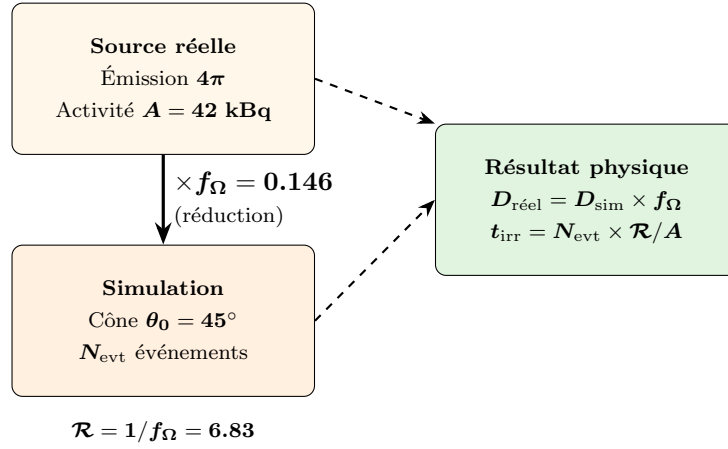 Source réelle
Émission 4π
Activité A = 42 kBq
×f_Ω = 0.146
(réduction)
Simulation
Cône θ₀ = 45°
N_evt événements
ℛ = 1/f_Ω = 6.83
Résultat physique
D_réel = D_sim × f_Ω
t_irr = N_evt × ℛ/A